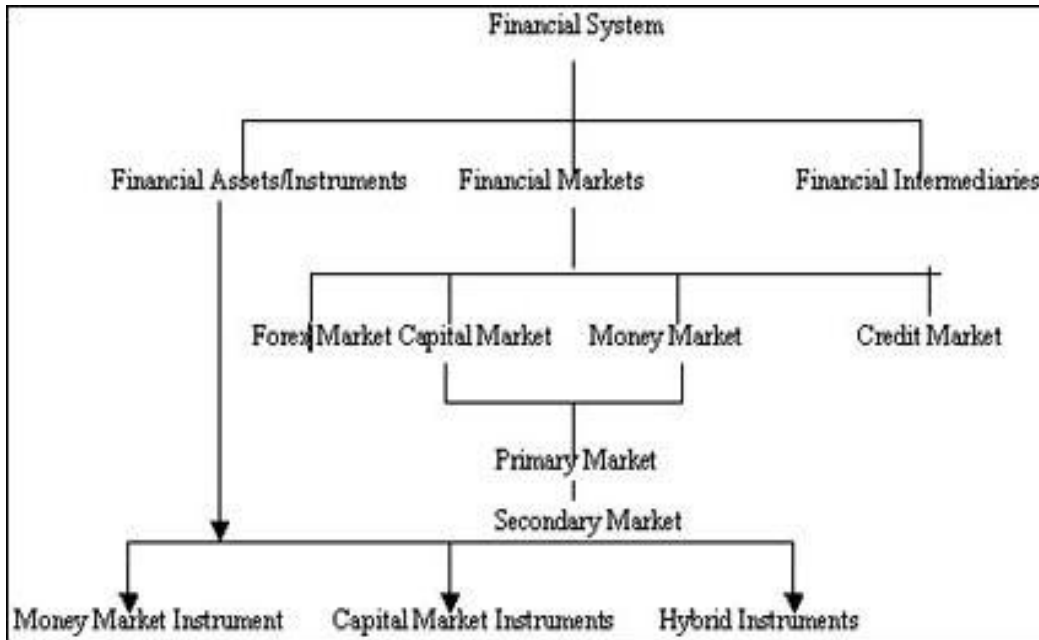 Financial System
Financial Assets/Instruments Financial Markets Financial Intermediaries
Forex Market Capital Market Money Market Credit Market
Primary Market
Secondary Market
Money Market Instrument Capital Market Instruments Hybrid Instruments